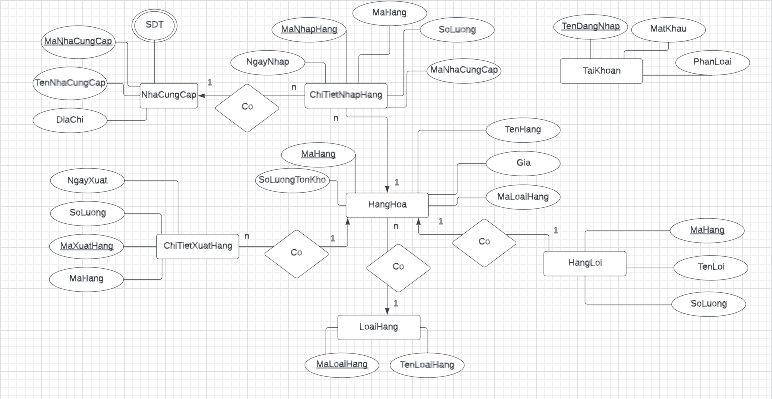 SDT
MaNhaCungCap
TenNhaCungCap
DiaChi
NhaCungCap
1
Co
n
MaNhapHang
NgayNhap
MaHang
SoLuong
MaNhaCungCap
ChiTietNhapHang
n
1
TenDangNhap
MatKhau
PhanLoai
TaiKhoan
MaHang
SoLuongTonKho
TenHang
Gia
MaLoaiHang
HangHoa
n
1
NgayXuat
SoLuong
MaXuatHang
MaHang
ChiTietXuatHang
n
Co
1
Co
1
Co
1
HangLoi
MaHang
TenLoi
SoLuong
LoaiHang
MaLoaiHang
TenLoaiHang